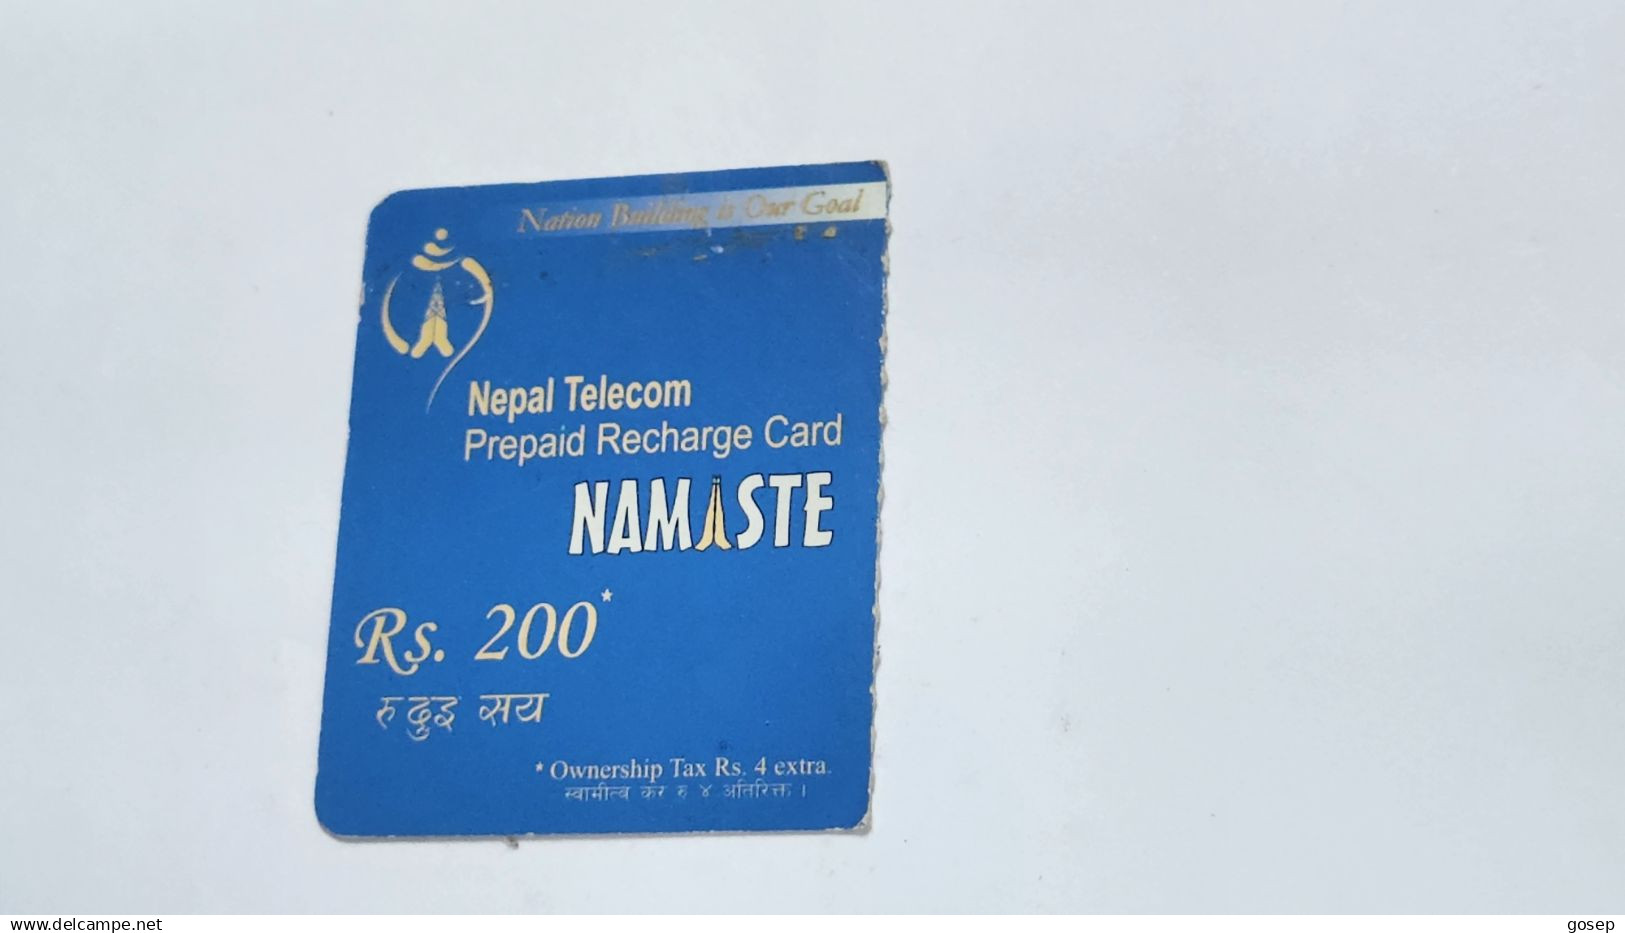 Nation Building is Our Goal
Nepal Telecom
Prepaid Recharge Card
NAMASTE
Rs. 200*
रु दुइ सय
* Ownership Tax Rs. 4 extra.
स्वामीत्व कर रु ४ अतिरिक्त ।
delcampe.net
gosep